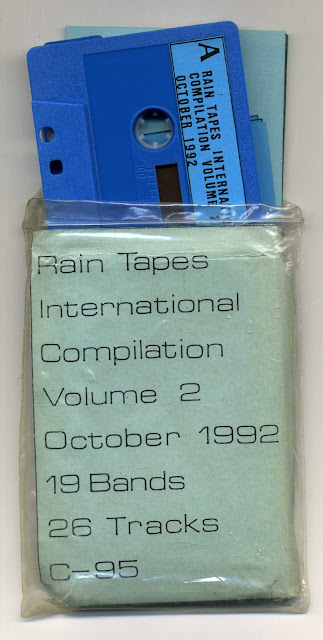 A
RAIN TAPES INTERNA
COMPILATION VOLUME
OCTOBER 1992
Rain Tapes
International
Compilation
Volume 2
October 1992
19 Bands
26 Tracks
C-95